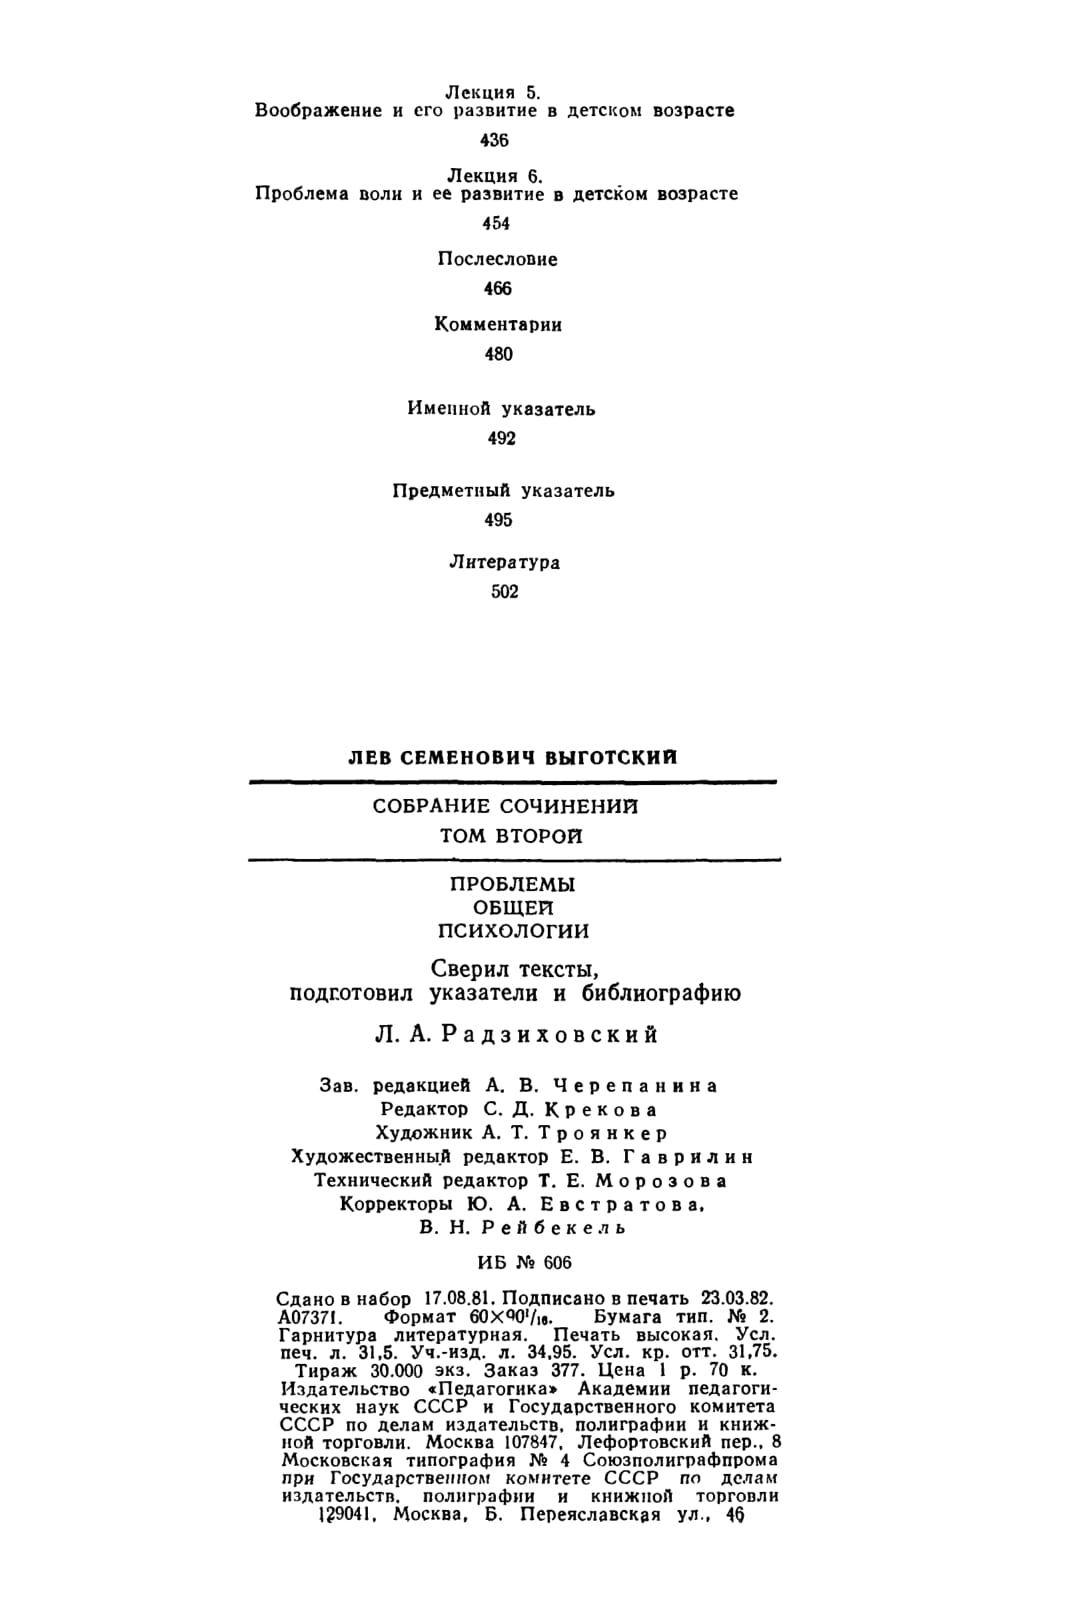 Лекция 5.
Воображение и его развитие в детском возрасте
436
Лекция 6.
Проблема воли и ее развитие в детском возрасте
454
Послесловие
466
Комментарии
480
Именной указатель
492
Предметный указатель
495
Литература
502
ЛЕВ СЕМЕНОВИЧ ВЫГОТСКИЙ
СОБРАНИЕ СОЧИНЕНИЙ
ТОМ ВТОРОЙ
ПРОБЛЕМЫ
ОБЩЕЙ
ПСИХОЛОГИИ
Сверил тексты,
подготовил указатели и библиографию
Л. А. Радзиховский
Зав. редакцией А. В. Черепанина
Редактор С. Д. Крекова
Художник А. Т. Троянкер
Художественный редактор Е. В. Гаврилин
Технический редактор Т. Е. Морозова
Корректоры Ю. А. Евстратова,
В. Н. Рейбекель
ИБ № 606
Сдано в набор 17.08.81. Подписано в печать 23.03.82.
А07371. Формат 60×90¹/₁₆. Бумага тип. № 2.
Гарнитура литературная. Печать высокая. Усл.
печ. л. 31,5. Уч.-изд. л. 34,95. Усл. кр. отт. 31,75.
Тираж 30.000 экз. Заказ 377. Цена 1 р. 70 к.
Издательство «Педагогика» Академии педагоги-
ческих наук СССР и Государственного комитета
СССР по делам издательств, полиграфии и книж-
ной торговли. Москва 107847, Лефортовский пер., 8
Московская типография № 4 Союзполиграфпрома
при Государственном комитете СССР по делам
издательств, полиграфии и книжной торговли
129041, Москва, Б. Переяславская ул., 46